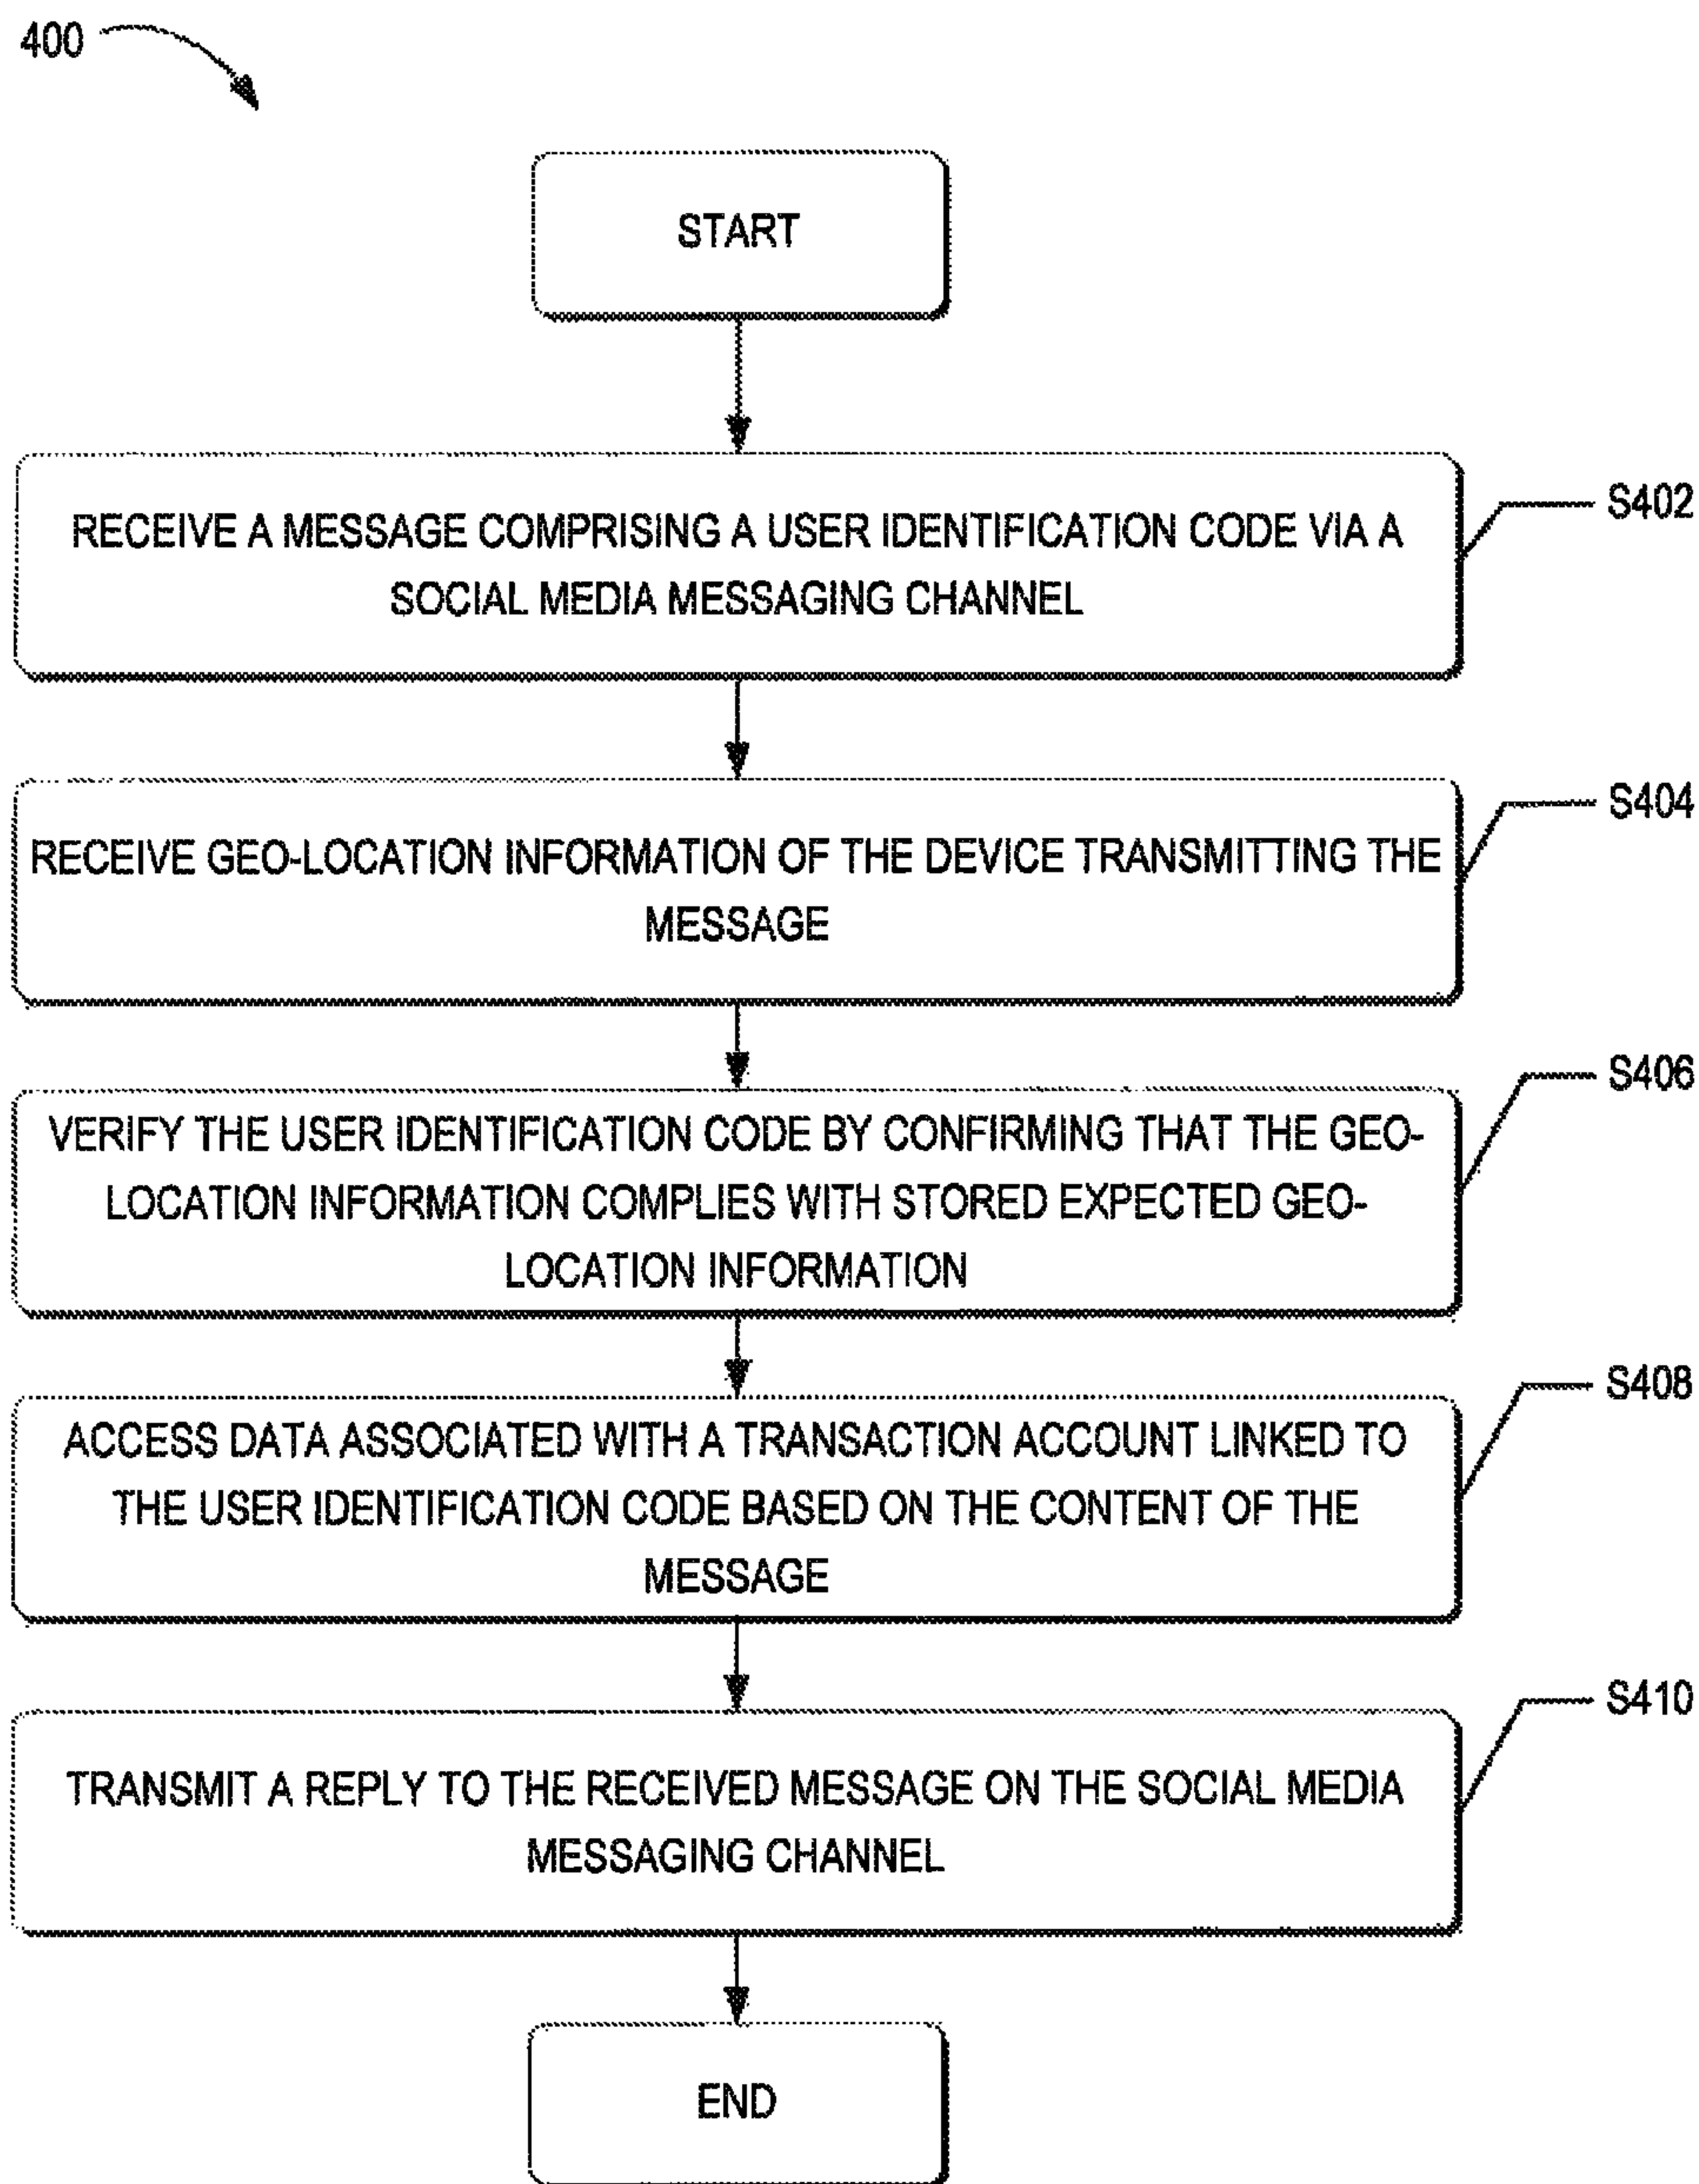 400
START
RECEIVE A MESSAGE COMPRISING A USER IDENTIFICATION CODE VIA A
SOCIAL MEDIA MESSAGING CHANNEL
S402
RECEIVE GEO-LOCATION INFORMATION OF THE DEVICE TRANSMITTING THE
MESSAGE
S404
VERIFY THE USER IDENTIFICATION CODE BY CONFIRMING THAT THE GEO-
LOCATION INFORMATION COMPLIES WITH STORED EXPECTED GEO-
LOCATION INFORMATION
S406
ACCESS DATA ASSOCIATED WITH A TRANSACTION ACCOUNT LINKED TO
THE USER IDENTIFICATION CODE BASED ON THE CONTENT OF THE
MESSAGE
S408
TRANSMIT A REPLY TO THE RECEIVED MESSAGE ON THE SOCIAL MEDIA
MESSAGING CHANNEL
S410
END